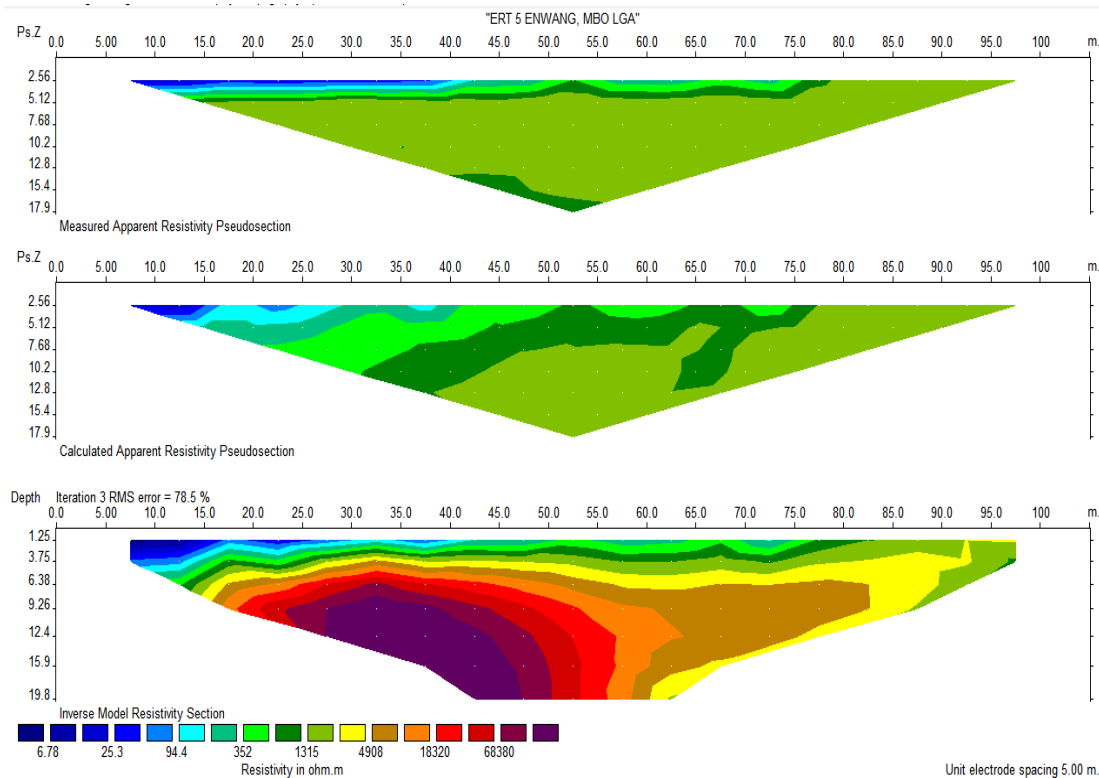 "ERT 5 ENWANG, MBO LGA"
Ps.Z 0.0 5.00 10.0 15.0 20.0 25.0 30.0 35.0 40.0 45.0 50.0 55.0 60.0 65.0 70.0 75.0 80.0 85.0 90.0 95.0 100 m.
2.56
5.12
7.68
10.2
12.8
15.4
17.9
Measured Apparent Resistivity Pseudosection
Ps.Z 0.0 5.00 10.0 15.0 20.0 25.0 30.0 35.0 40.0 45.0 50.0 55.0 60.0 65.0 70.0 75.0 80.0 85.0 90.0 95.0 100 m.
2.56
5.12
7.68
10.2
12.8
15.4
17.9
Calculated Apparent Resistivity Pseudosection
Depth Iteration 3 RMS error = 78.5 %
0.0 5.00 10.0 15.0 20.0 25.0 30.0 35.0 40.0 45.0 50.0 55.0 60.0 65.0 70.0 75.0 80.0 85.0 90.0 95.0 100 m.
1.25
3.75
6.38
9.26
12.4
15.9
19.8
Inverse Model Resistivity Section
6.78 25.3 94.4 352 1315 4908 18320 68380
Resistivity in ohm.m Unit electrode spacing 5.00 m.